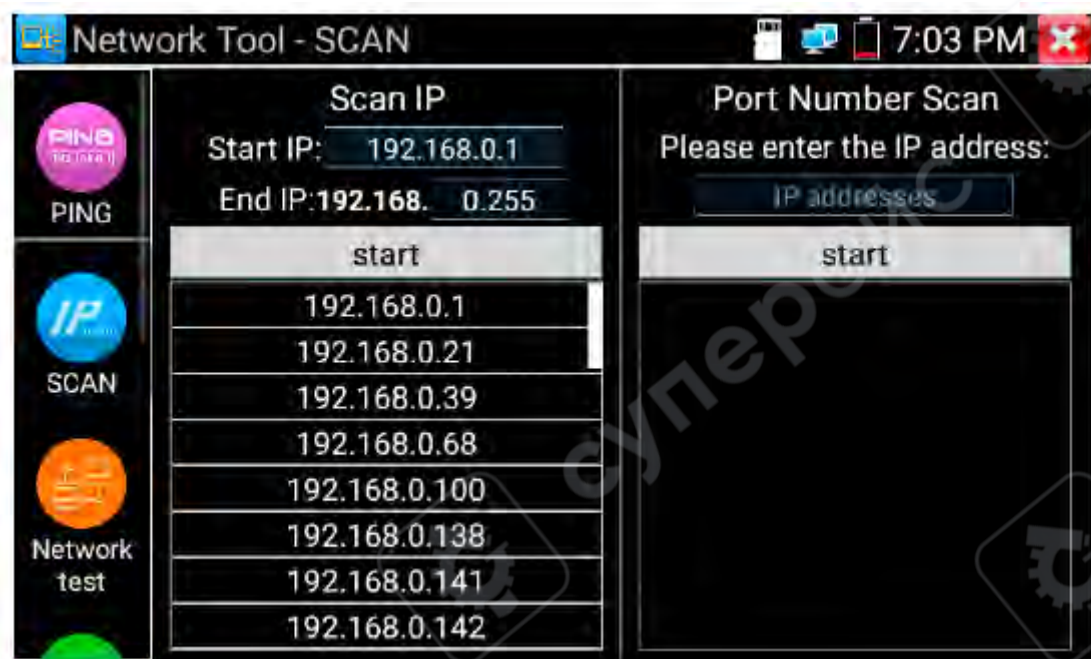 Network Tool - SCAN
7:03 PM
PING
PING
SCAN
IP
Network
test
Scan IP
Start IP: 192.168.0.1
End IP:192.168. 0.255
start
192.168.0.1
192.168.0.21
192.168.0.39
192.168.0.68
192.168.0.100
192.168.0.138
192.168.0.141
192.168.0.142
Port Number Scan
Please enter the IP address:
IP addresses
start
суперойс